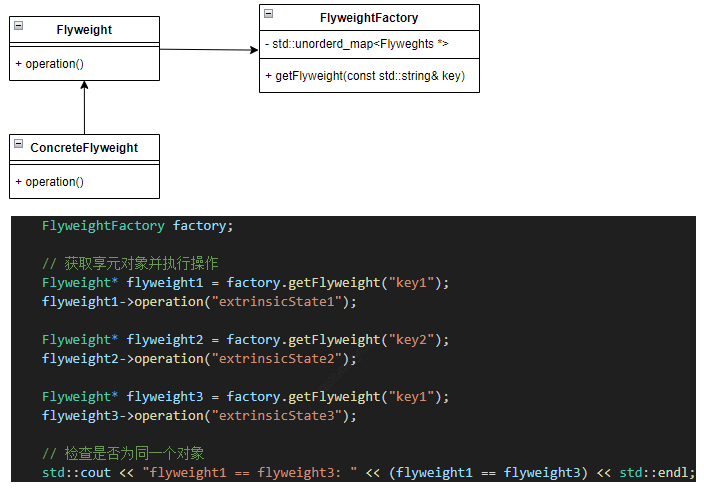 Flyweight
+ operation()
FlyweightFactory
- std::unorderd_map<Flyweghts *>
+ getFlyweight(const std::string& key)
ConcreteFlyweight
+ operation()
FlyweightFactory factory;
// 获取享元对象并执行操作
Flyweight* flyweight1 = factory.getFlyweight("key1");
flyweight1->operation("extrinsicState1");
Flyweight* flyweight2 = factory.getFlyweight("key2");
flyweight2->operation("extrinsicState2");
Flyweight* flyweight3 = factory.getFlyweight("key1");
flyweight3->operation("extrinsicState3");
// 检查是否为同一个对象
std::cout << "flyweight1 == flyweight3: " << (flyweight1 == flyweight3) << std::endl;